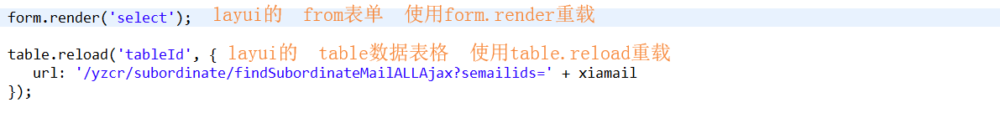 form.render('select'); layui的 from表单 使用form.render重载
table.reload('tableId', { layui的 table数据表格 使用table.reload重载
url: '/yzcr/subordinate/findSubordinateMailALLAjax?semailids=' + xiamail
});